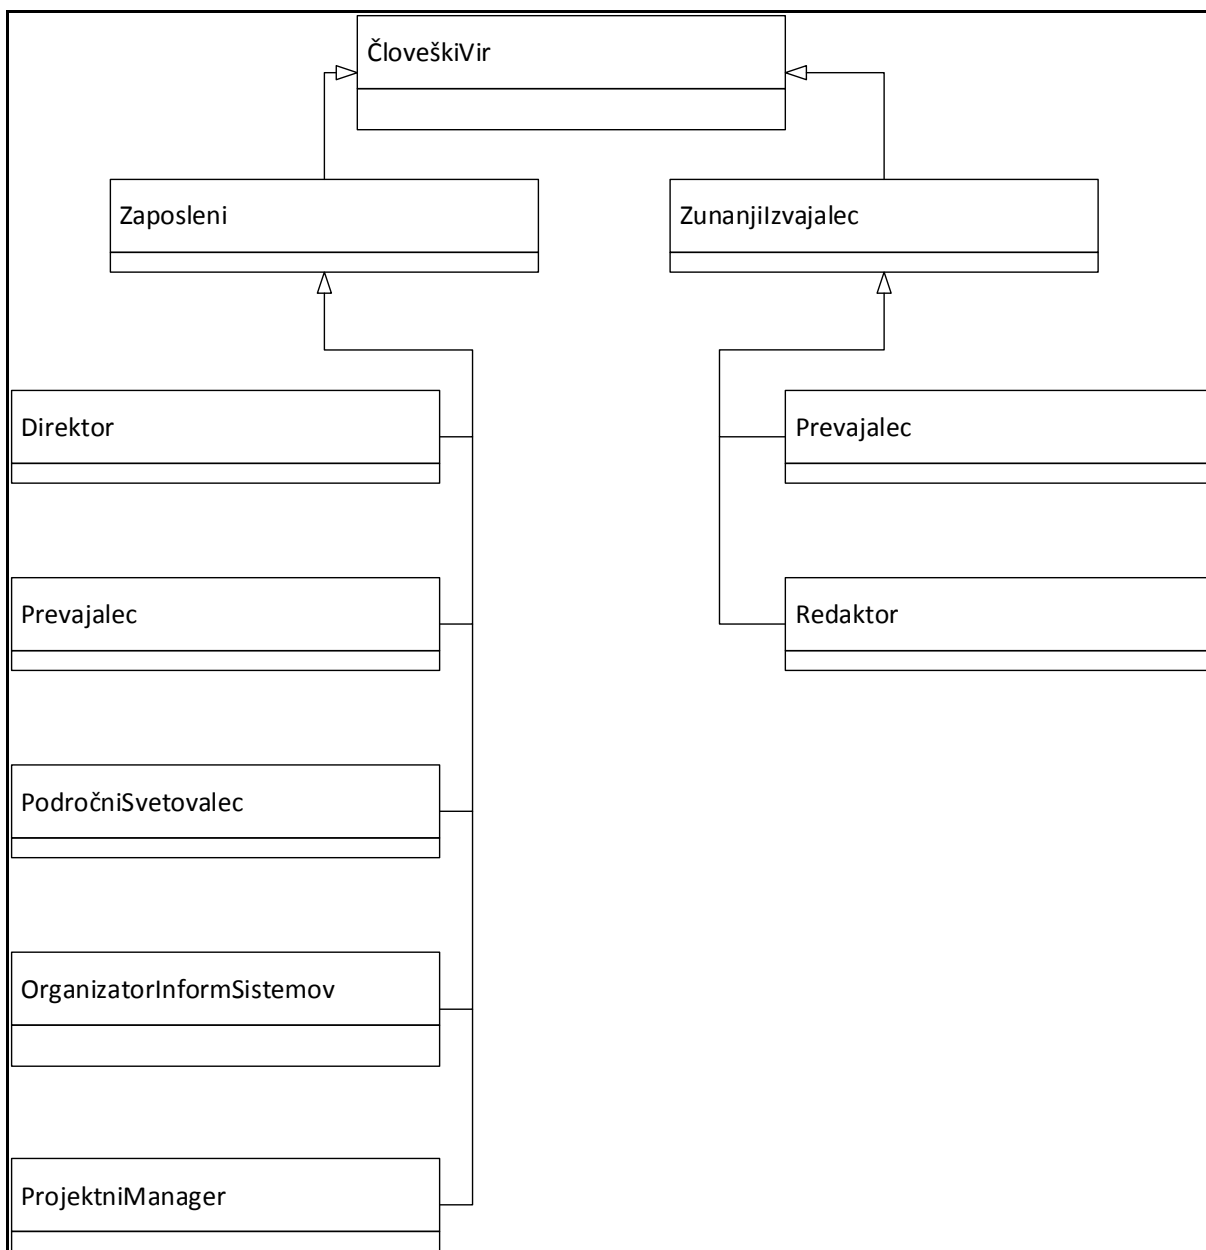 ČloveškiVir
Zaposleni
ZunanjiIzvajalec
Direktor
Prevajalec
Prevajalec
Redaktor
PodročniSvetovalec
OrganizatorInformSistemov
ProjektniManager